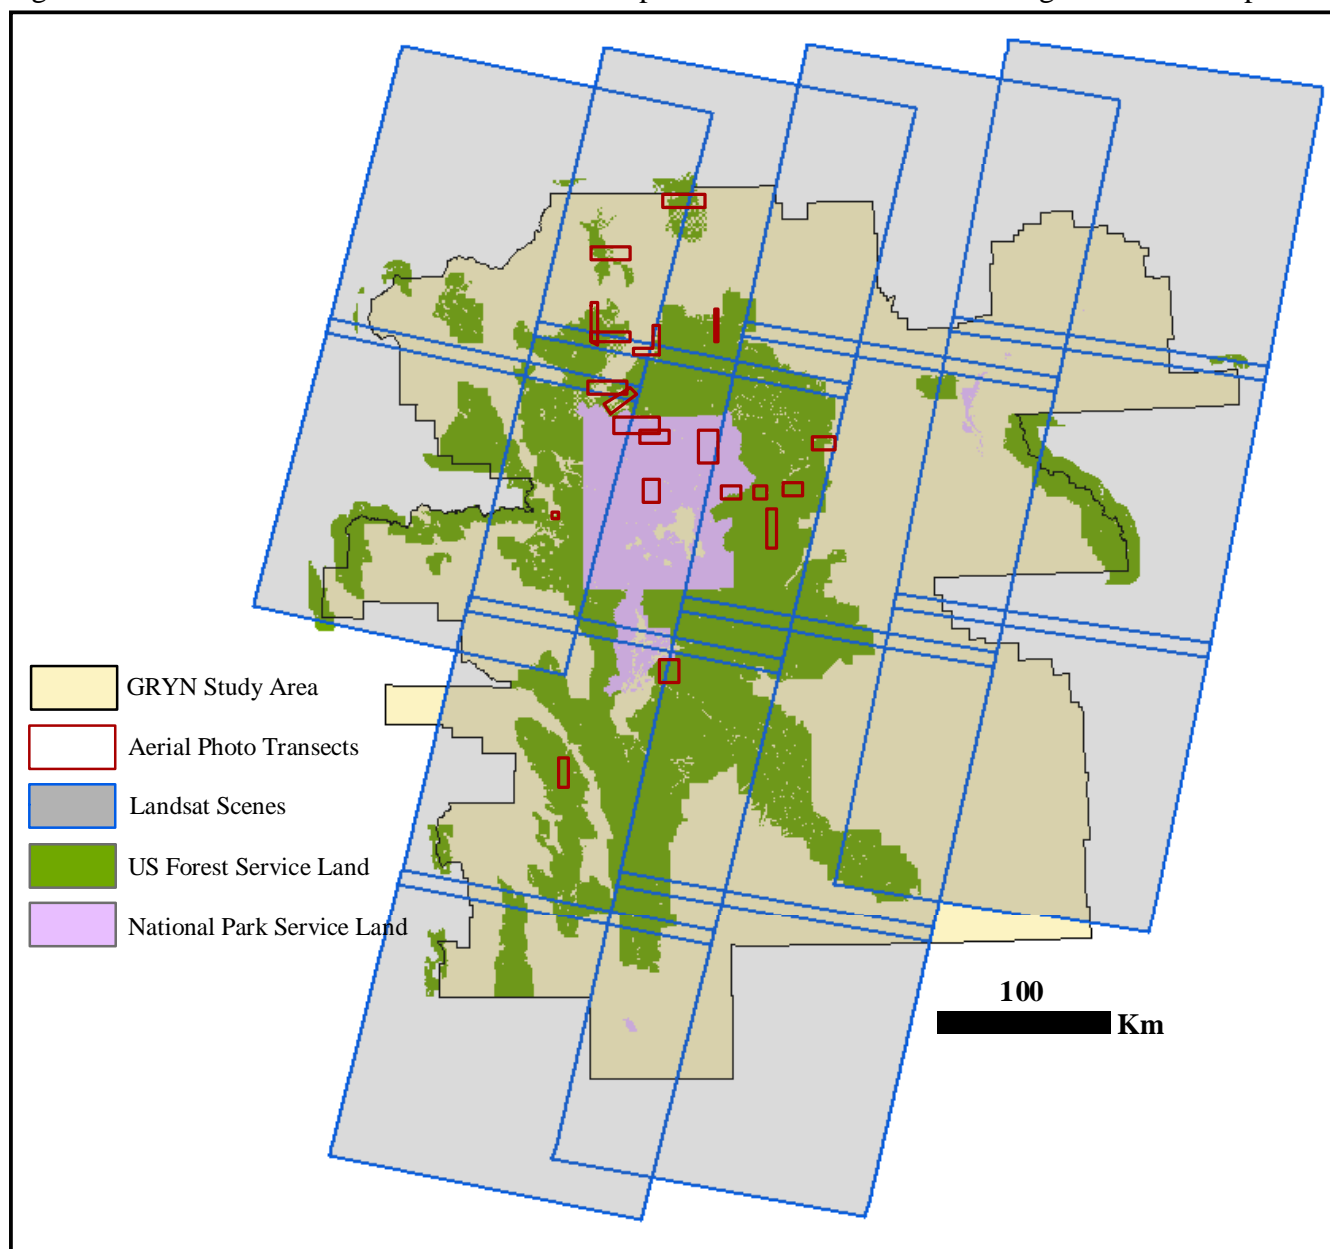 GRYN Study Area
Aerial Photo Transects
Landsat Scenes
US Forest Service Land
National Park Service Land
100
Km